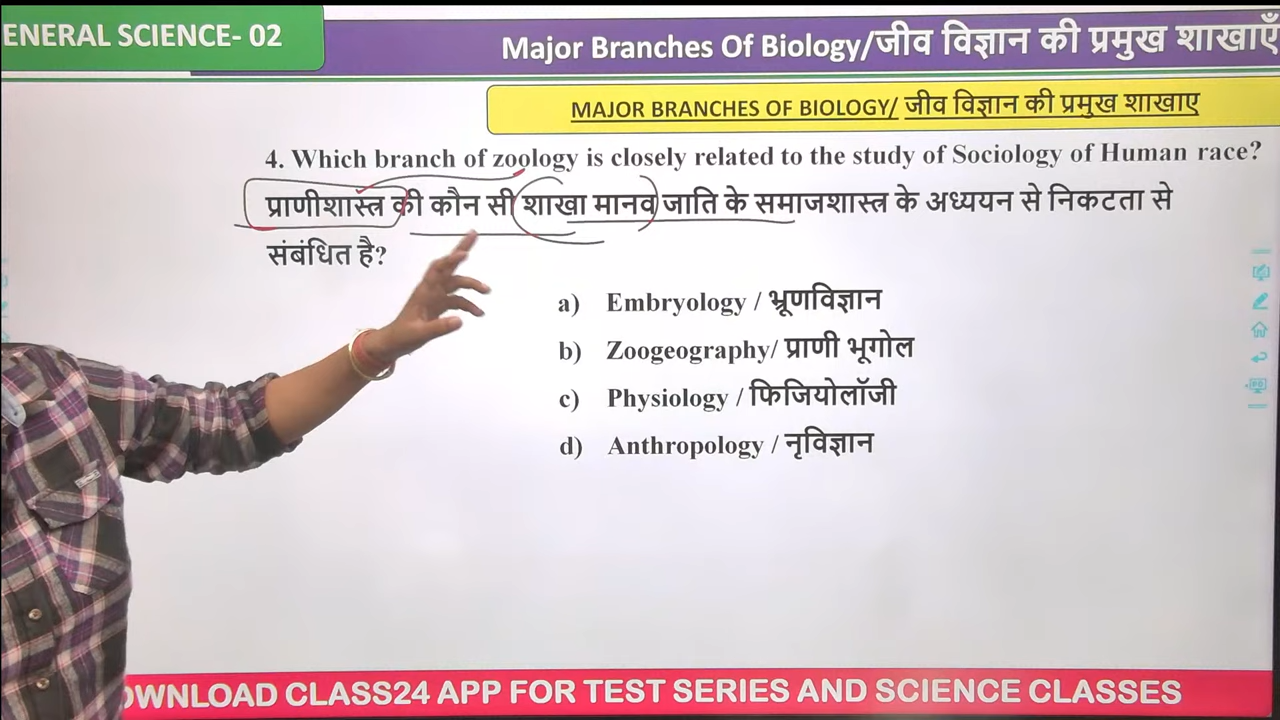 ENERAL SCIENCE- 02
Major Branches Of Biology/जीव विज्ञान की प्रमुख शाखाएँ
MAJOR BRANCHES OF BIOLOGY/ जीव विज्ञान की प्रमुख शाखाए
4. Which branch of zoology is closely related to the study of Sociology of Human race?
प्राणीशास्त्र की कौन सी शाखा मानव जाति के समाजशास्त्र के अध्ययन से निकटता से
संबंधित है?
a) Embryology / भ्रूणविज्ञान
b) Zoogeography/ प्राणी भूगोल
c) Physiology / फिजियोलॉजी
d) Anthropology / नृविज्ञान
OWNLOAD CLASS24 APP FOR TEST SERIES AND SCIENCE CLASSES